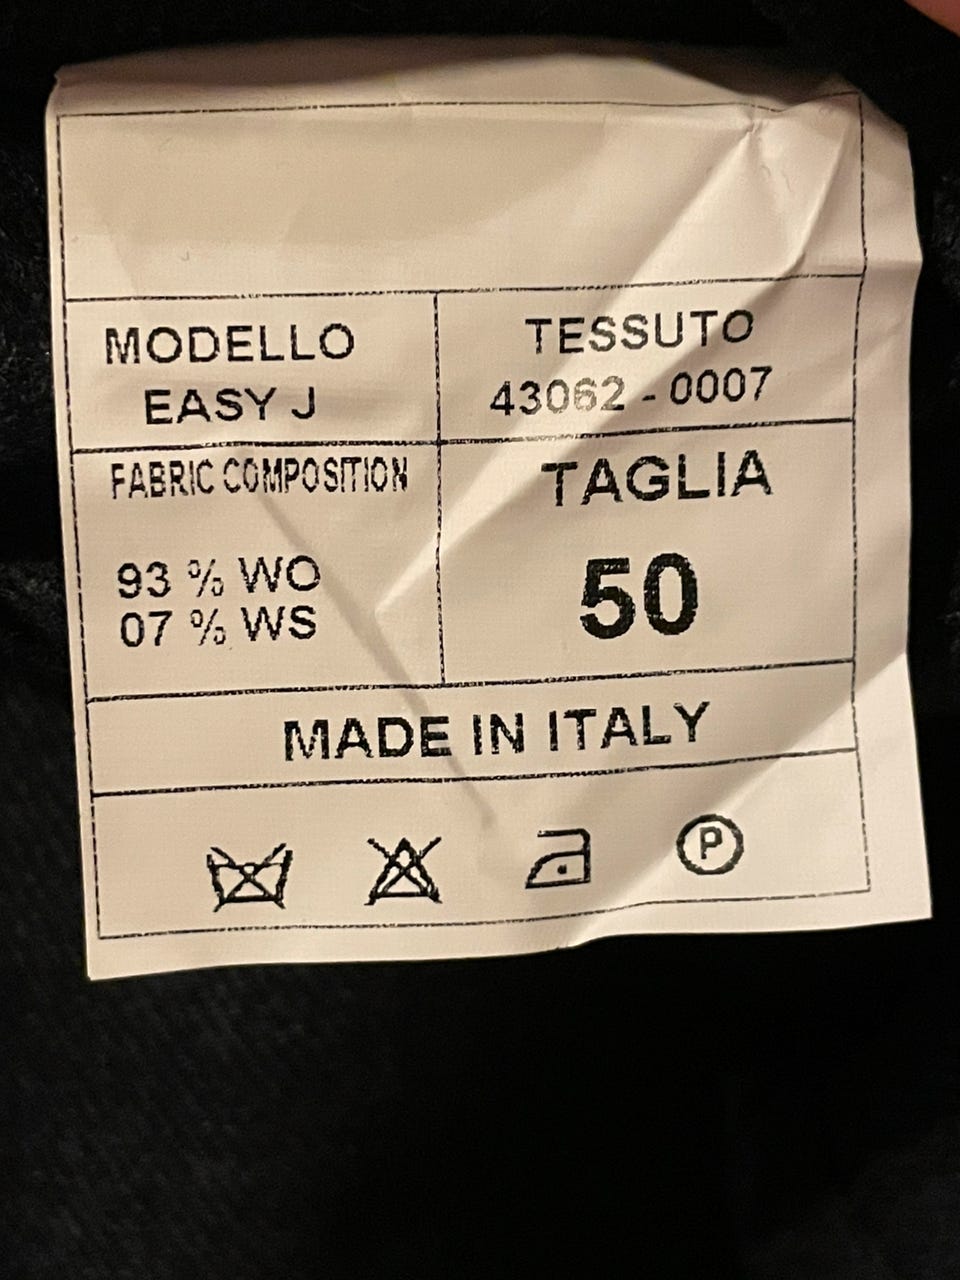 MODELLO
EASY J
TESSUTO
43062 - 0007
FABRIC COMPOSITION
93 % WO
07 % WS
TAGLIA
50
MADE IN ITALY
P